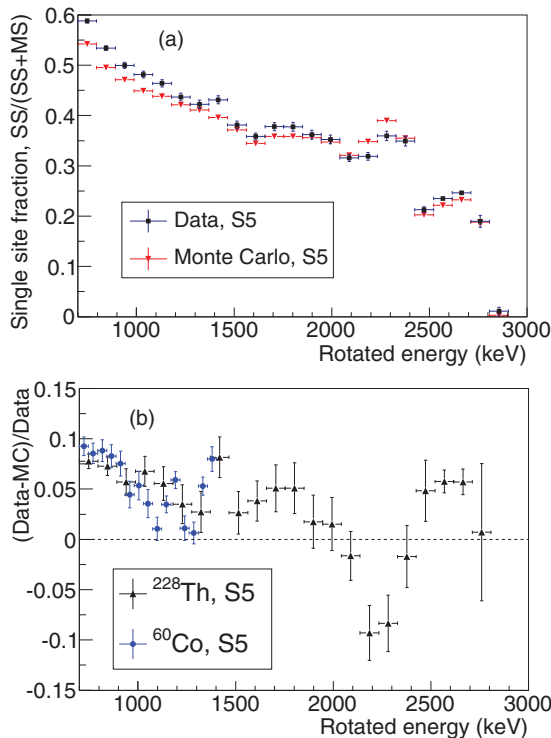 Single site fraction, SS/(SS+MS)
0.6
0.5
0.4
0.3
0.2
0.1
0
(a)
Data, S5
Monte Carlo, S5
1000
1500
2000
2500
3000
Rotated energy (keV)
(Data-MC)/Data
0.15
0.1
0.05
0
-0.05
-0.1
-0.15
(b)
²²⁸Th, S5
⁶⁰Co, S5
1000
1500
2000
2500
3000
Rotated energy (keV)